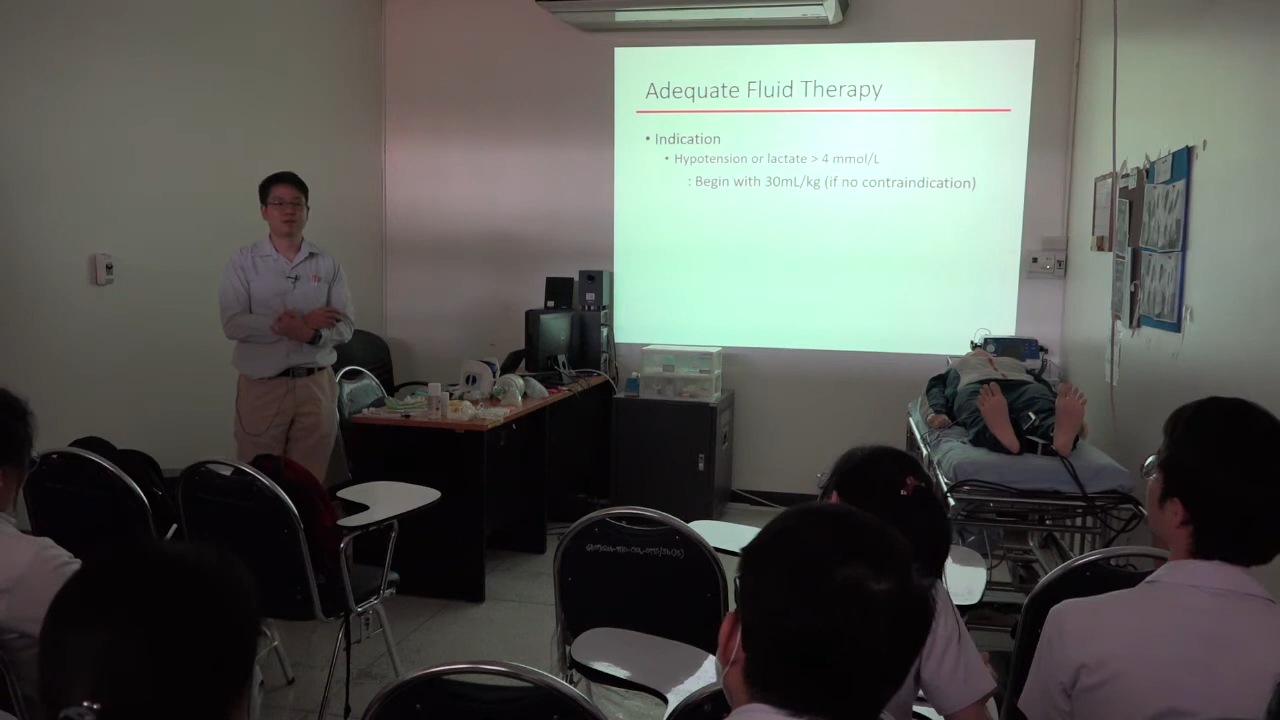 Adequate Fluid Therapy
• Indication
• Hypotension or lactate > 4 mmol/L
: Begin with 30mL/kg (if no contraindication)